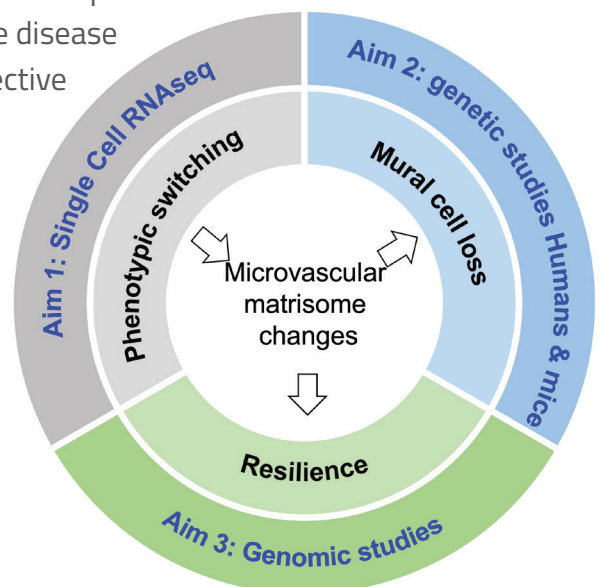 e disease
ective
Aim 1: Single Cell RNAseq
Aim 2: genetic studies Humans & mice
Phenotypic switching
Mural cell loss
Microvascular
matrisome
changes
Resilience
Aim 3: Genomic studies